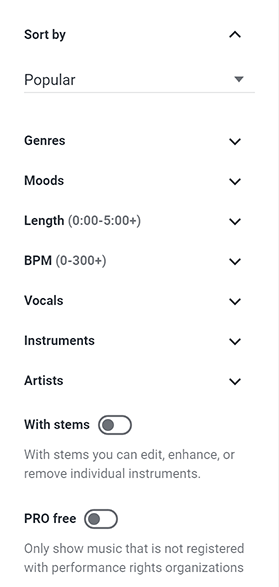 Sort by
Popular
Genres
Moods
Length (0:00-5:00+)
BPM (0-300+)
Vocals
Instruments
Artists
With stems
With stems you can edit, enhance, or
remove individual instruments.
PRO free
Only show music that is not registered
with performance rights organizations